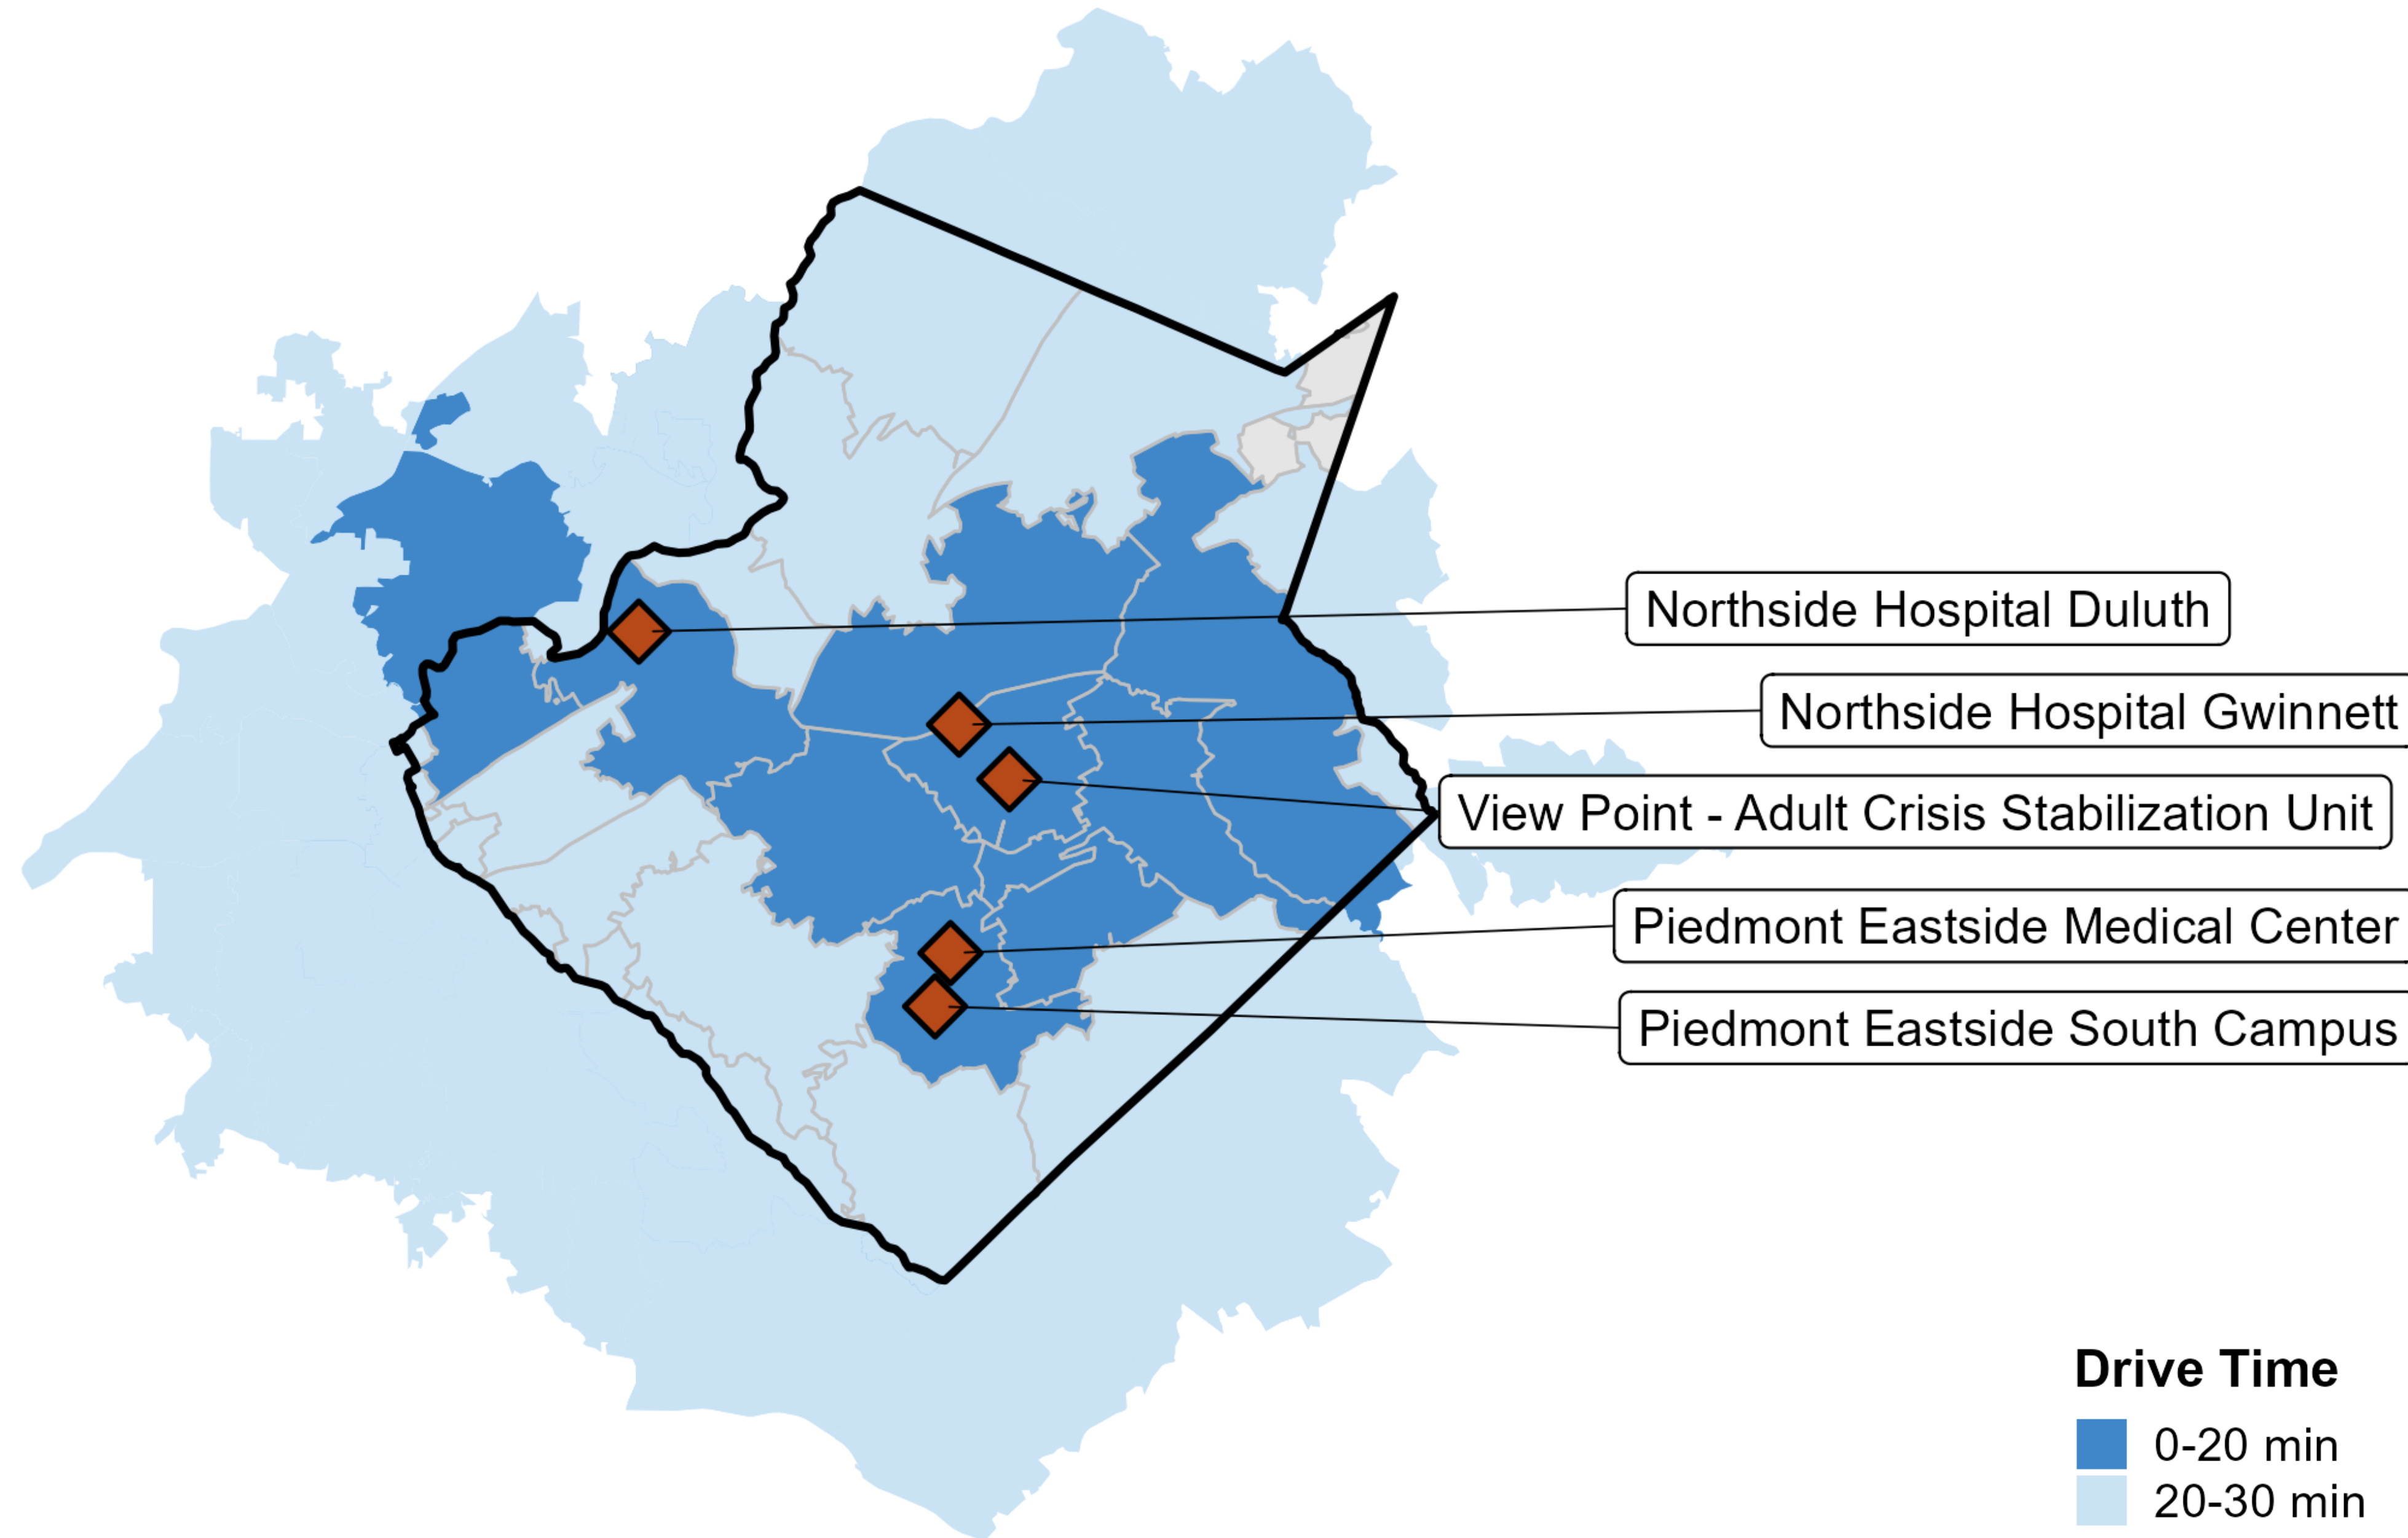 Northside Hospital Duluth
Northside Hospital Gwinnett
View Point - Adult Crisis Stabilization Unit
Piedmont Eastside Medical Center
Piedmont Eastside South Campus
Drive Time
0-20 min
20-30 min